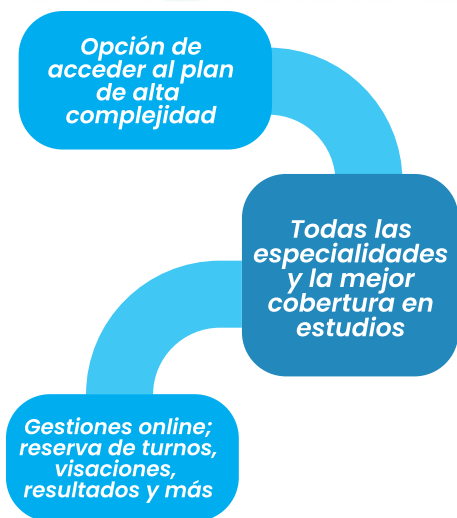 Opción de
acceder al plan
de alta
complejidad
Todas las
especialidades
y la mejor
cobertura en
estudios
Gestiones online;
reserva de turnos,
visaciones,
resultados y más